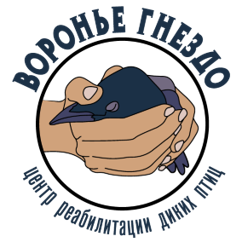 ВОРОНЬЕ ГНЕЗДО
центр реабилитации диких птиц